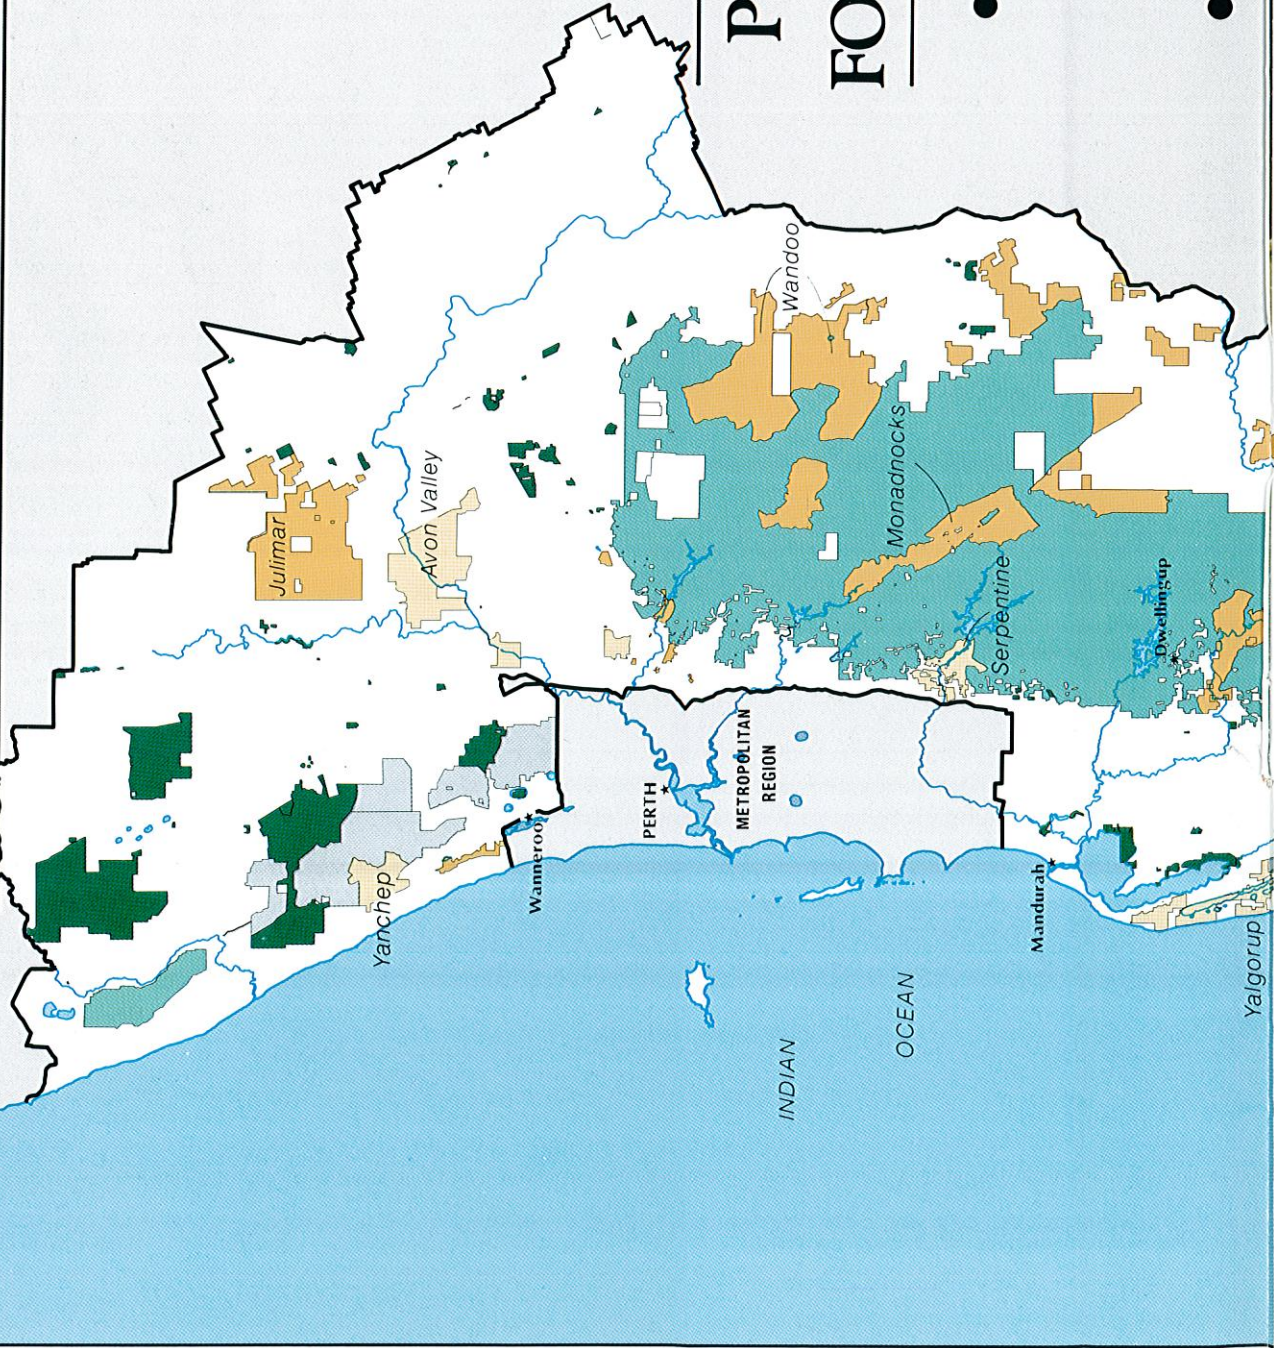 P
FO
Wandoo
Julimar
Avon Valley
Monadnocks
Serpentine
Dwellingup
PERTH
METROPOLITAN
REGION
Wanneroo
Yanchep
Mandurah
Yalgorup
INDIAN
OCEAN